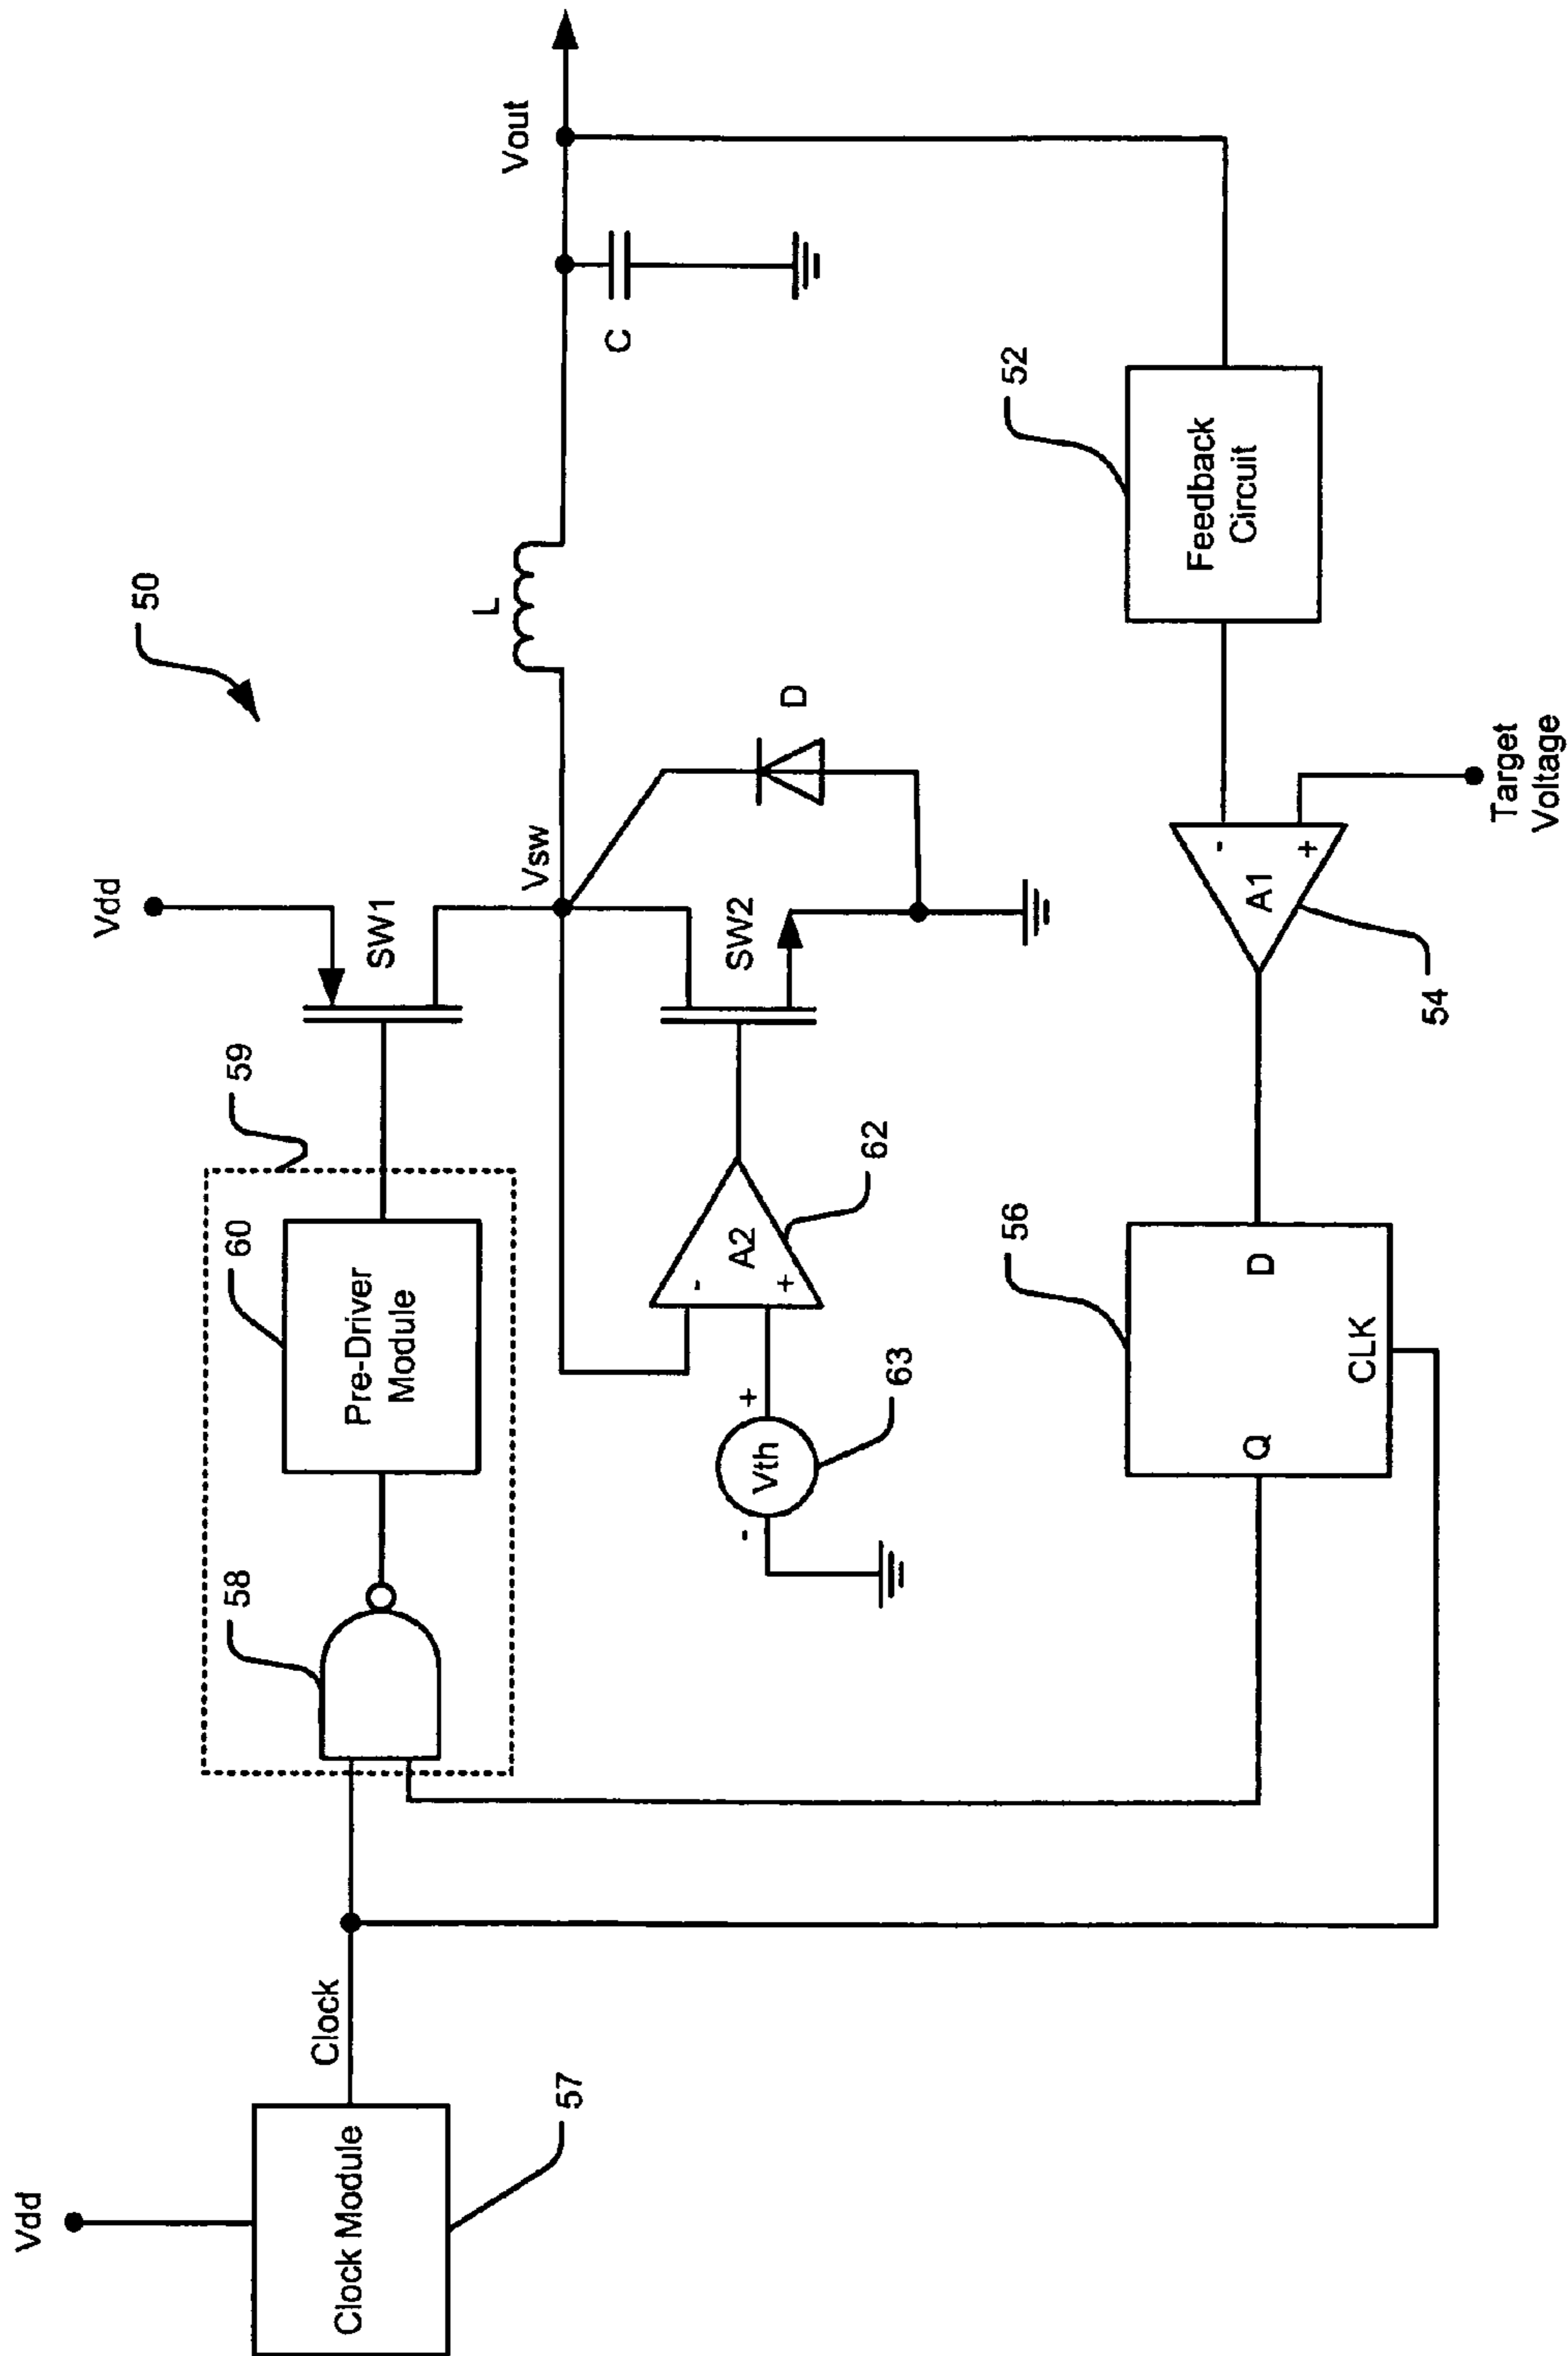 50
Vdd
Clock Module
57
Clock
58
59
60
Pre-Driver
Module
Vdd
SW1
Vsw
L
Vout
C
A2
-
+
62
Vth
+
-
63
SW2
D
56
Q
D
CLK
A1
-
+
54
Target
Voltage
52
Feedback
Circuit